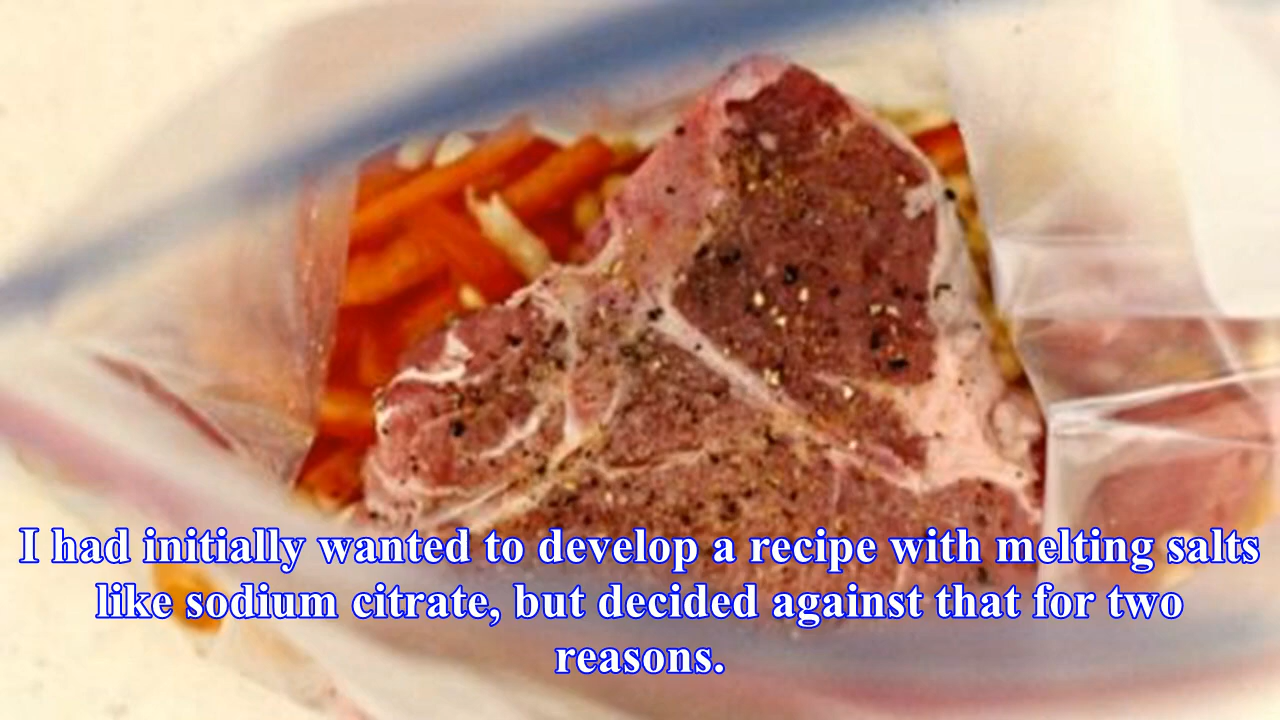 I had initially wanted to develop a recipe with melting salts
like sodium citrate, but decided against that for two
reasons.